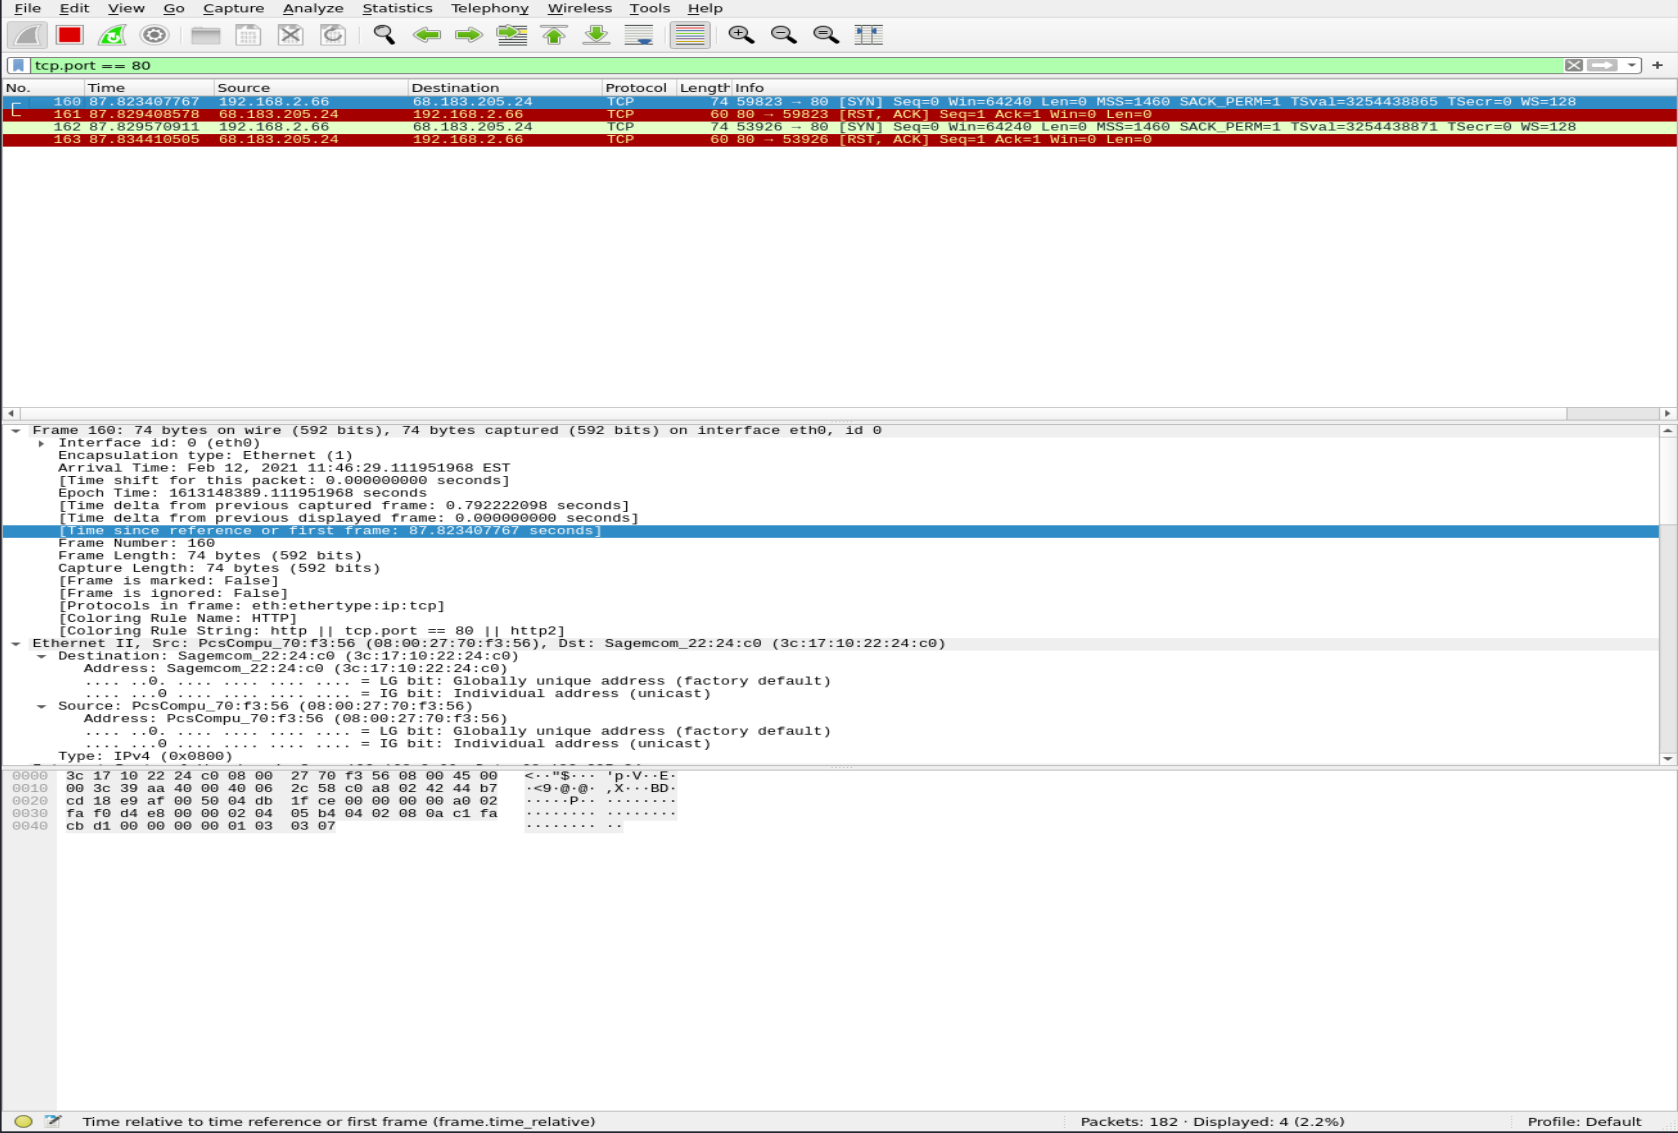 File Edit View Go Capture Analyze Statistics Telephony Wireless Tools Help
tcp.port == 80
No. Time Source Destination Protocol Length Info
160 87.823407767 192.168.2.66 68.183.205.24 TCP 74 59823 → 80 [SYN] Seq=0 Win=64240 Len=0 MSS=1460 SACK_PERM=1 TSval=3254438865 TSecr=0 WS=128
161 87.829408578 68.183.205.24 192.168.2.66 TCP 60 80 → 59823 [RST, ACK] Seq=1 Ack=1 Win=0 Len=0
162 87.829570911 192.168.2.66 68.183.205.24 TCP 74 53926 → 80 [SYN] Seq=0 Win=64240 Len=0 MSS=1460 SACK_PERM=1 TSval=3254438871 TSecr=0 WS=128
163 87.834410505 68.183.205.24 192.168.2.66 TCP 60 80 → 53926 [RST, ACK] Seq=1 Ack=1 Win=0 Len=0
Frame 160: 74 bytes on wire (592 bits), 74 bytes captured (592 bits) on interface eth0, id 0
Interface id: 0 (eth0)
Encapsulation type: Ethernet (1)
Arrival Time: Feb 12, 2021 11:46:29.111951968 EST
[Time shift for this packet: 0.000000000 seconds]
Epoch Time: 1613148389.111951968 seconds
[Time delta from previous captured frame: 0.792222098 seconds]
[Time delta from previous displayed frame: 0.000000000 seconds]
[Time since reference or first frame: 87.823407767 seconds]
Frame Number: 160
Frame Length: 74 bytes (592 bits)
Capture Length: 74 bytes (592 bits)
[Frame is marked: False]
[Frame is ignored: False]
[Protocols in frame: eth:ethertype:ip:tcp]
[Coloring Rule Name: HTTP]
[Coloring Rule String: http || tcp.port == 80 || http2]
Ethernet II, Src: PcsCompu_70:f3:56 (08:00:27:70:f3:56), Dst: Sagemcom_22:24:c0 (3c:17:10:22:24:c0)
Destination: Sagemcom_22:24:c0 (3c:17:10:22:24:c0)
Address: Sagemcom_22:24:c0 (3c:17:10:22:24:c0)
.... ..0. .... .... .... .... = LG bit: Globally unique address (factory default)
.... ...0 .... .... .... .... = IG bit: Individual address (unicast)
Source: PcsCompu_70:f3:56 (08:00:27:70:f3:56)
Address: PcsCompu_70:f3:56 (08:00:27:70:f3:56)
.... ..0. .... .... .... .... = LG bit: Globally unique address (factory default)
.... ...0 .... .... .... .... = IG bit: Individual address (unicast)
Type: IPv4 (0x0800)
0000 3c 17 10 22 24 c0 08 00 27 70 f3 56 08 00 45 00 <··"$··· 'p·V··E·
0010 00 3c 39 aa 40 00 40 06 2c 58 c0 a8 02 42 44 b7 ·<9·@·@· ,X···BD·
0020 cd 18 e9 af 00 50 04 db 1f ce 00 00 00 00 a0 02 ·····P·· ········
0030 fa f0 d4 e8 00 00 02 04 05 b4 04 02 08 0a c1 fa ········ ········
0040 cb d1 00 00 00 00 01 03 03 07 ········ ··
Time relative to time reference or first frame (frame.time_relative) Packets: 182 · Displayed: 4 (2.2%) Profile: Default